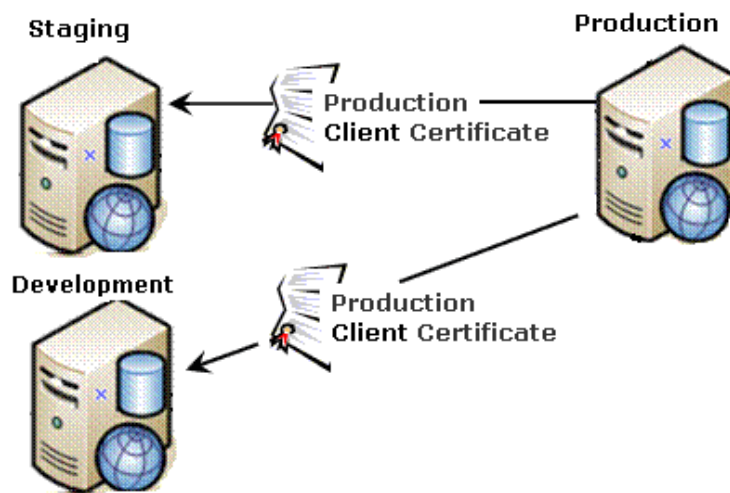 Staging
Production
Production
Client Certificate
Development
Production
Client Certificate